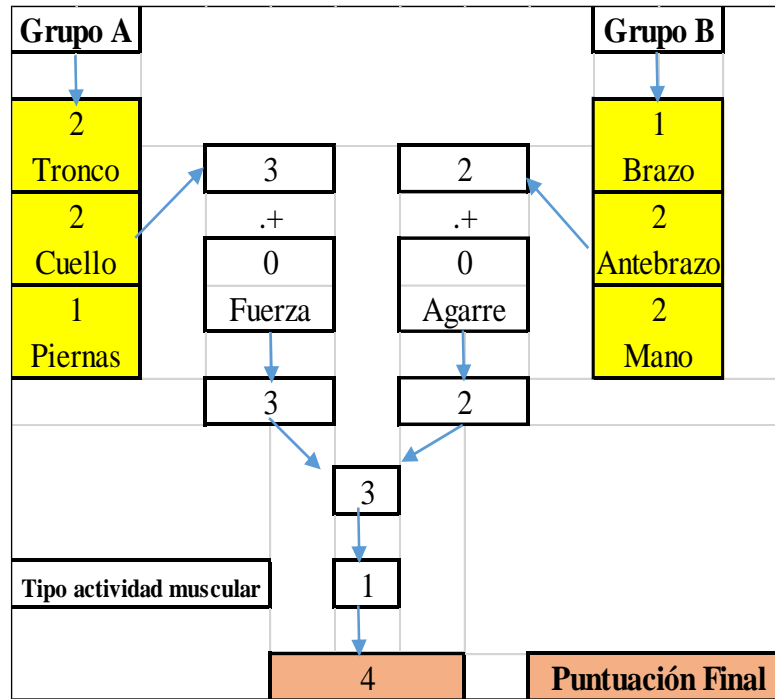 Grupo A
Grupo B
2
Tronco
2
Cuello
1
Piernas
3
.+
0
Fuerza
3
2
.+
0
Agarre
2
1
Brazo
2
Antebrazo
2
Mano
3
Tipo actividad muscular
1
4
Puntuación Final